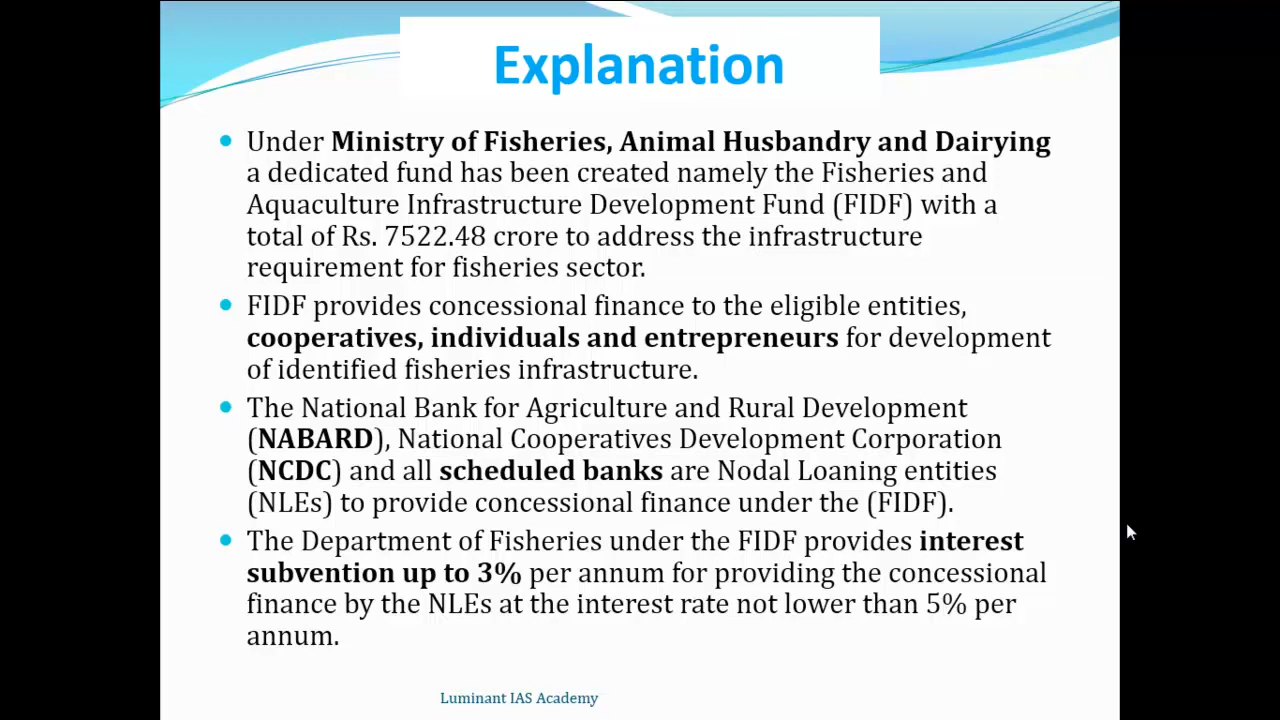 Explanation
Under Ministry of Fisheries, Animal Husbandry and Dairying
a dedicated fund has been created namely the Fisheries and
Aquaculture Infrastructure Development Fund (FIDF) with a
total of Rs. 7522.48 crore to address the infrastructure
requirement for fisheries sector.
FIDF provides concessional finance to the eligible entities,
cooperatives, individuals and entrepreneurs for development
of identified fisheries infrastructure.
The National Bank for Agriculture and Rural Development
(NABARD), National Cooperatives Development Corporation
(NCDC) and all scheduled banks are Nodal Loaning entities
(NLEs) to provide concessional finance under the (FIDF).
The Department of Fisheries under the FIDF provides interest
subvention up to 3% per annum for providing the concessional
finance by the NLEs at the interest rate not lower than 5% per
annum.
Luminant IAS Academy